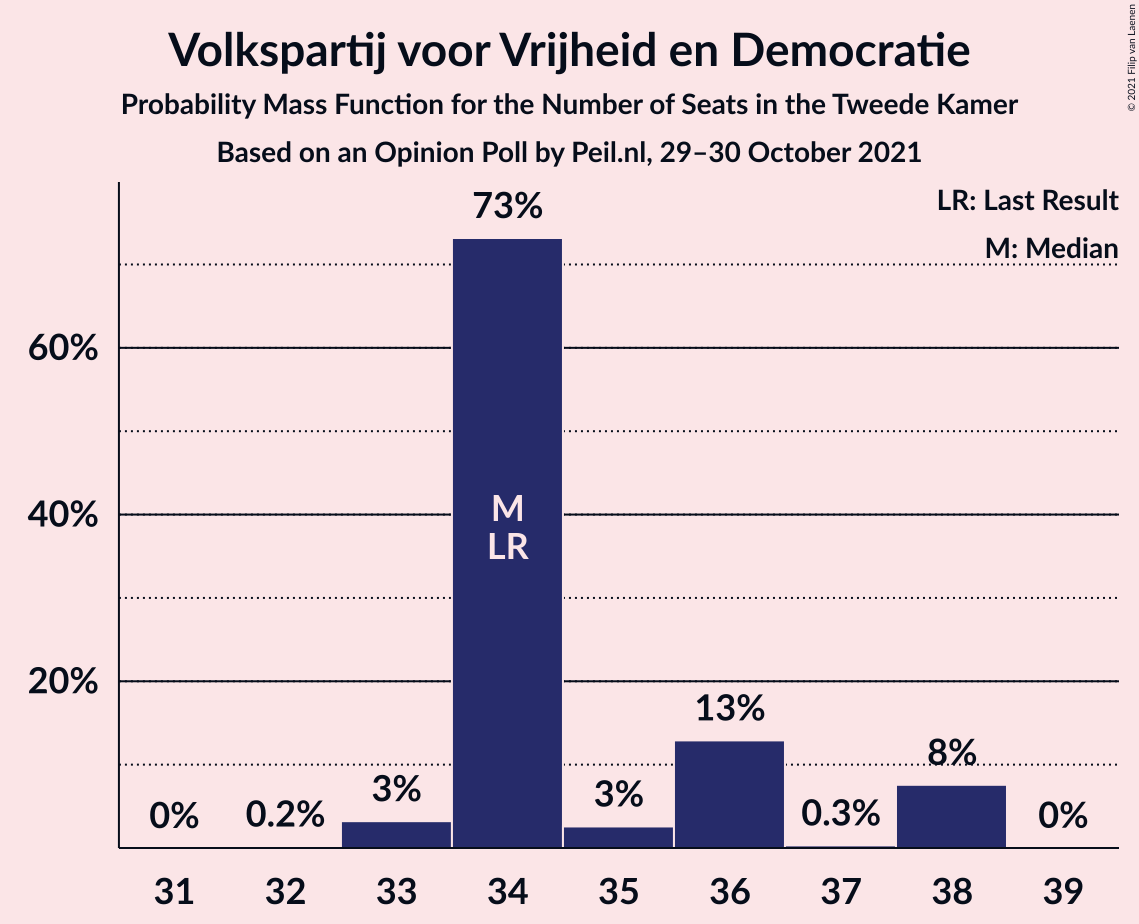 Volkspartij voor Vrijheid en Democratie
Probability Mass Function for the Number of Seats in the Tweede Kamer
Based on an Opinion Poll by Peil.nl, 29–30 October 2021
© 2021 Filip van Laenen
LR: Last Result
M: Median
60%
40%
20%
0%
0.2%
3%
73%
M
LR
3%
13%
0.3%
8%
0%
31 32 33 34 35 36 37 38 39